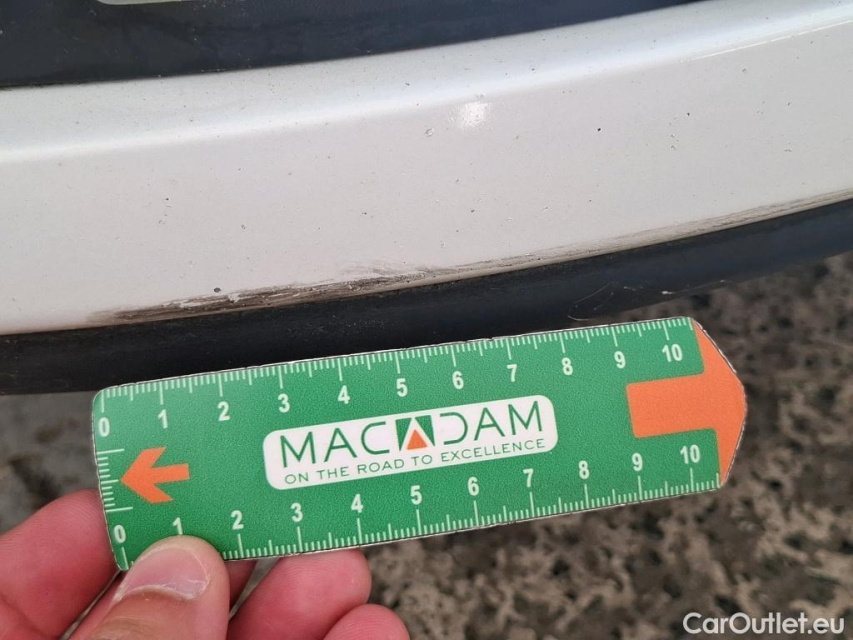 0 1 2 3 4 5 6 7 8 9 10
MACADAM
ON THE ROAD TO EXCELLENCE
0 1 2 3 4 5 6 7 8 9 10
CarOutlet.eu